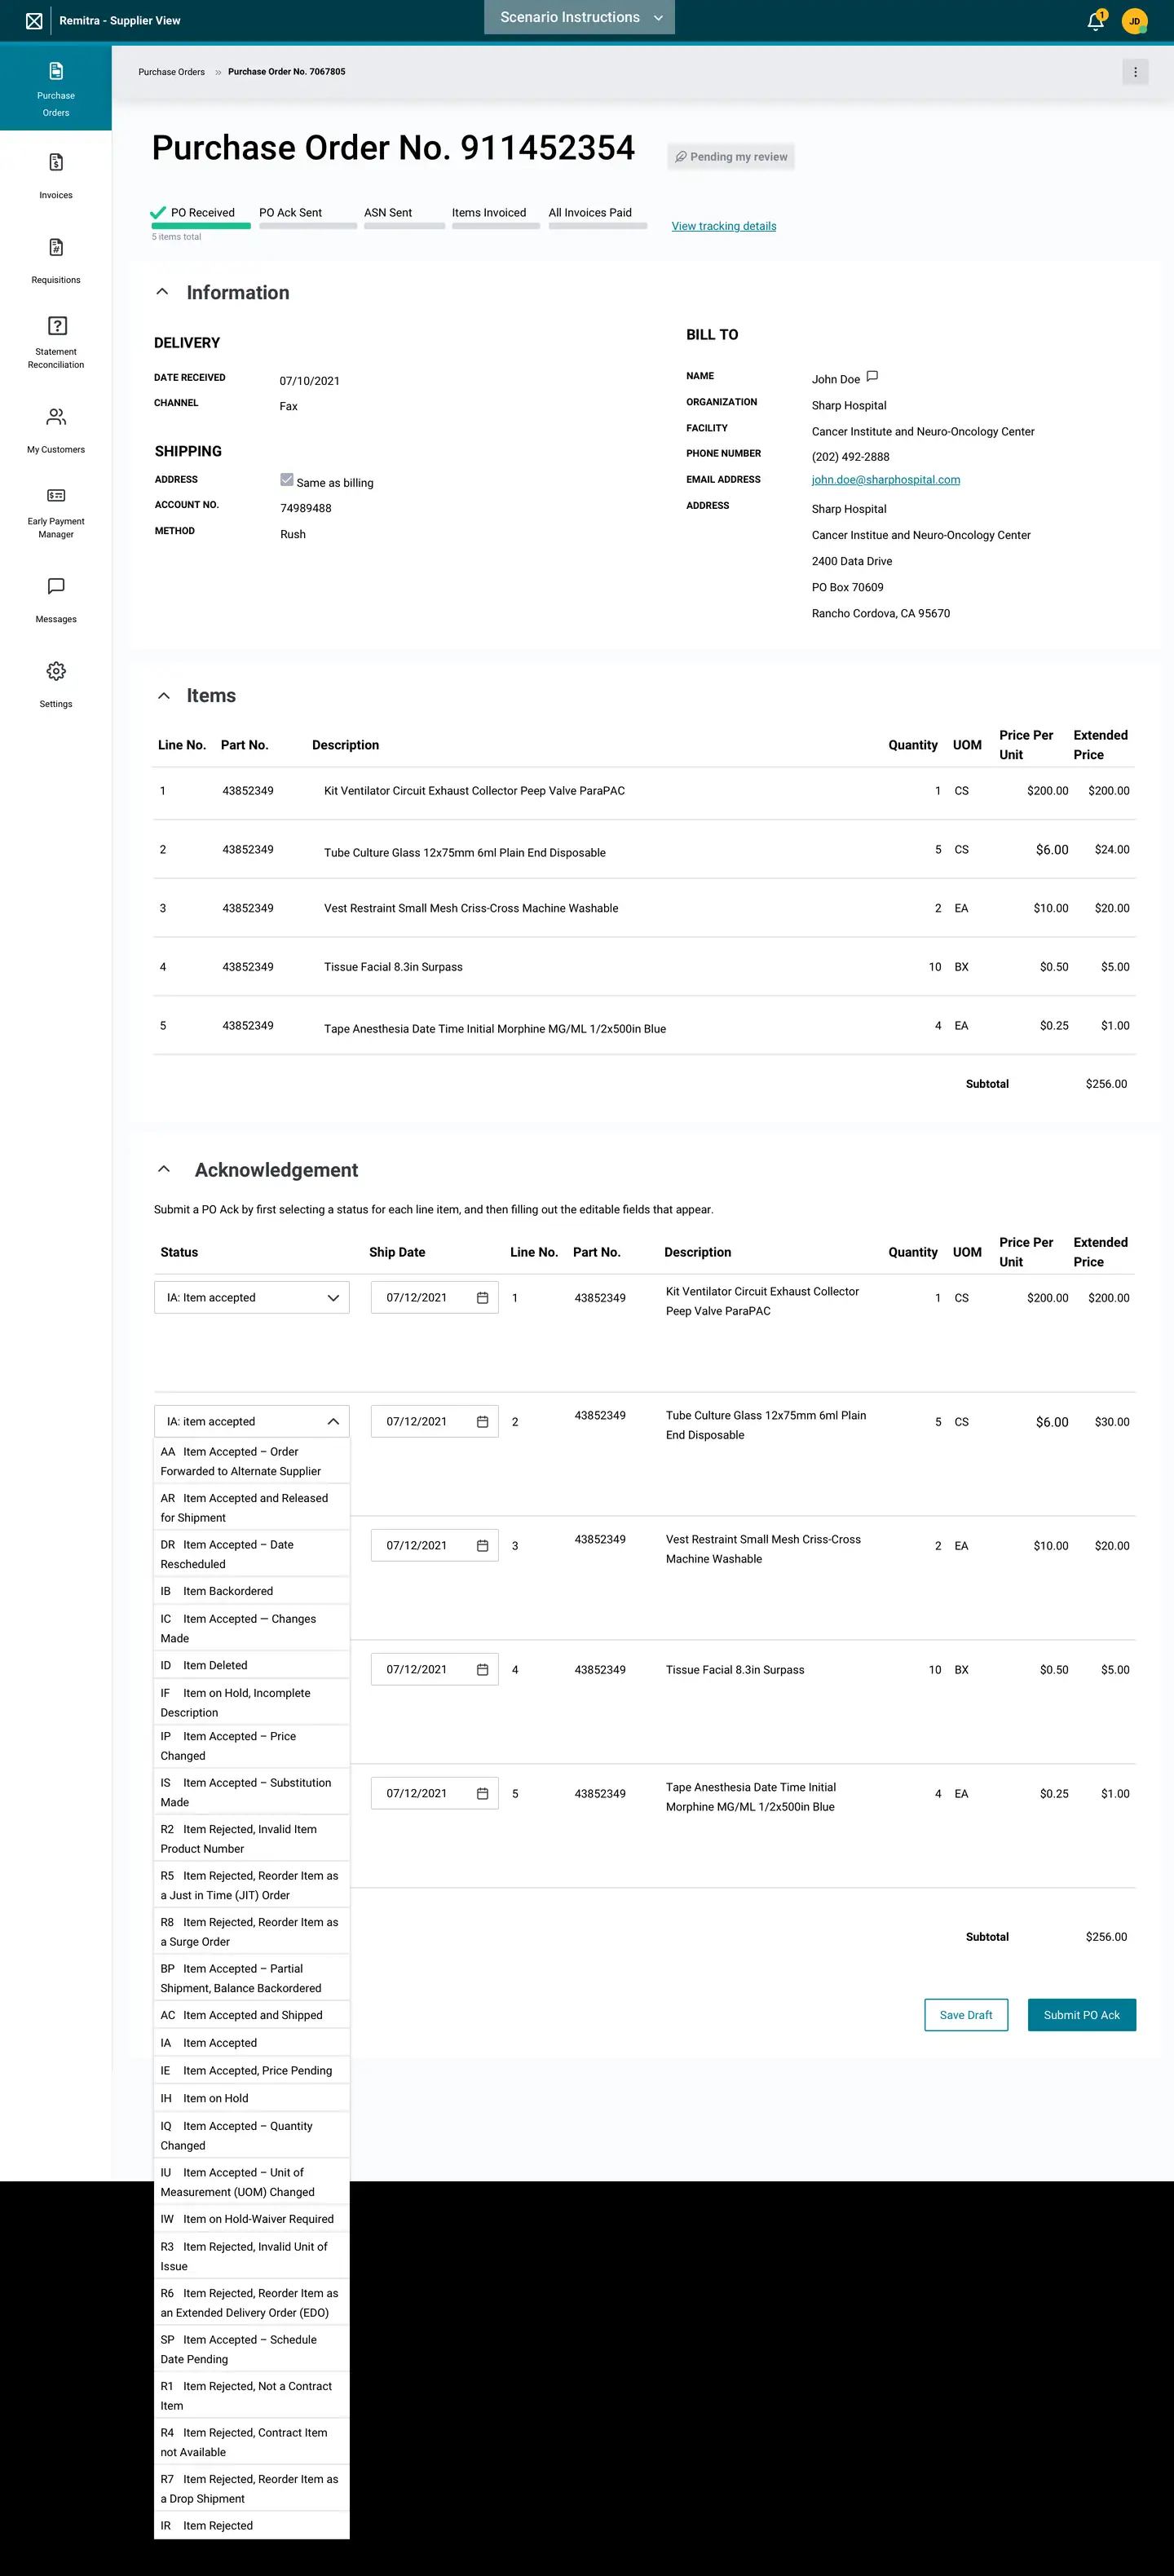 Remitra - Supplier View
Scenario Instructions
1
JD
Purchase Orders
Invoices
Requisitions
Statement Reconciliation
My Customers
Early Payment Manager
Messages
Settings
Purchase Orders » Purchase Order No. 7067805
Purchase Order No. 911452354
Pending my review
PO Received PO Ack Sent ASN Sent Items Invoiced All Invoices Paid
View tracking details
5 items total
Information
DELIVERY
DATE RECEIVED 07/10/2021
CHANNEL Fax
SHIPPING
ADDRESS Same as billing
ACCOUNT NO. 74989488
METHOD Rush
BILL TO
NAME John Doe
ORGANIZATION Sharp Hospital
FACILITY Cancer Institute and Neuro-Oncology Center
PHONE NUMBER (202) 492-2888
EMAIL ADDRESS john.doe@sharphospital.com
ADDRESS Sharp Hospital
Cancer Institue and Neuro-Oncology Center
2400 Data Drive
PO Box 70609
Rancho Cordova, CA 95670
Items
Line No. Part No. Description Quantity UOM Price Per Unit Extended Price
1 43852349 Kit Ventilator Circuit Exhaust Collector Peep Valve ParaPAC 1 CS $200.00 $200.00
2 43852349 Tube Culture Glass 12x75mm 6ml Plain End Disposable 5 CS $6.00 $24.00
3 43852349 Vest Restraint Small Mesh Criss-Cross Machine Washable 2 EA $10.00 $20.00
4 43852349 Tissue Facial 8.3in Surpass 10 BX $0.50 $5.00
5 43852349 Tape Anesthesia Date Time Initial Morphine MG/ML 1/2x500in Blue 4 EA $0.25 $1.00
Subtotal $256.00
Acknowledgement
Submit a PO Ack by first selecting a status for each line item, and then filling out the editable fields that appear.
Status Ship Date Line No. Part No. Description Quantity UOM Price Per Unit Extended Price
IA: Item accepted 07/12/2021 1 43852349 Kit Ventilator Circuit Exhaust Collector Peep Valve ParaPAC 1 CS $200.00 $200.00
IA: item accepted 07/12/2021 2 43852349 Tube Culture Glass 12x75mm 6ml Plain End Disposable 5 CS $6.00 $30.00
07/12/2021 3 43852349 Vest Restraint Small Mesh Criss-Cross Machine Washable 2 EA $10.00 $20.00
07/12/2021 4 43852349 Tissue Facial 8.3in Surpass 10 BX $0.50 $5.00
07/12/2021 5 43852349 Tape Anesthesia Date Time Initial Morphine MG/ML 1/2x500in Blue 4 EA $0.25 $1.00
Subtotal $256.00
Save Draft
Submit PO Ack
AA Item Accepted – Order
Forwarded to Alternate Supplier
AR Item Accepted and Released
for Shipment
DR Item Accepted – Date
Rescheduled
IB Item Backordered
IC Item Accepted — Changes
Made
ID Item Deleted
IF Item on Hold, Incomplete
Description
IP Item Accepted – Price
Changed
IS Item Accepted – Substitution
Made
R2 Item Rejected, Invalid Item
Product Number
R5 Item Rejected, Reorder Item as
a Just in Time (JIT) Order
R8 Item Rejected, Reorder Item as
a Surge Order
BP Item Accepted – Partial
Shipment, Balance Backordered
AC Item Accepted and Shipped
IA Item Accepted
IE Item Accepted, Price Pending
IH Item on Hold
IQ Item Accepted – Quantity
Changed
IU Item Accepted – Unit of
Measurement (UOM) Changed
IW Item on Hold-Waiver Required
R3 Item Rejected, Invalid Unit of
Issue
R6 Item Rejected, Reorder Item as
an Extended Delivery Order (EDO)
SP Item Accepted – Schedule
Date Pending
R1 Item Rejected, Not a Contract
Item
R4 Item Rejected, Contract Item
not Available
R7 Item Rejected, Reorder Item as
a Drop Shipment
IR Item Rejected